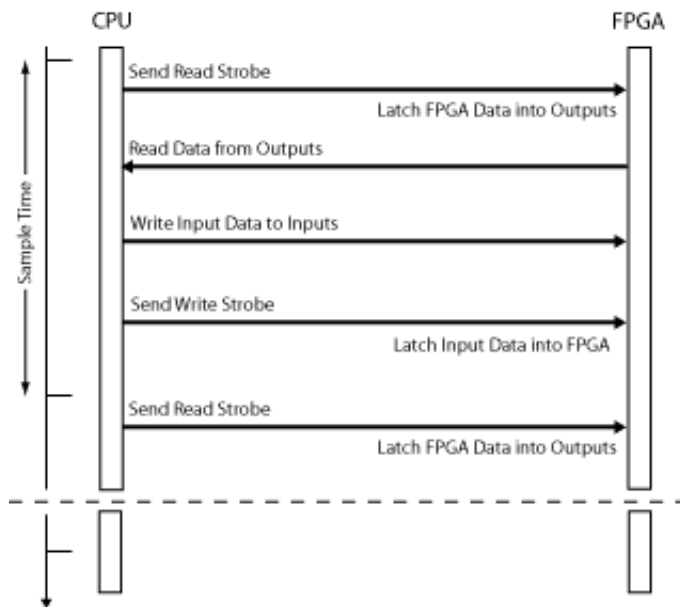 CPU
FPGA
Send Read Strobe
Latch FPGA Data into Outputs
Read Data from Outputs
Write Input Data to Inputs
Sample Time
Send Write Strobe
Latch Input Data into FPGA
Send Read Strobe
Latch FPGA Data into Outputs